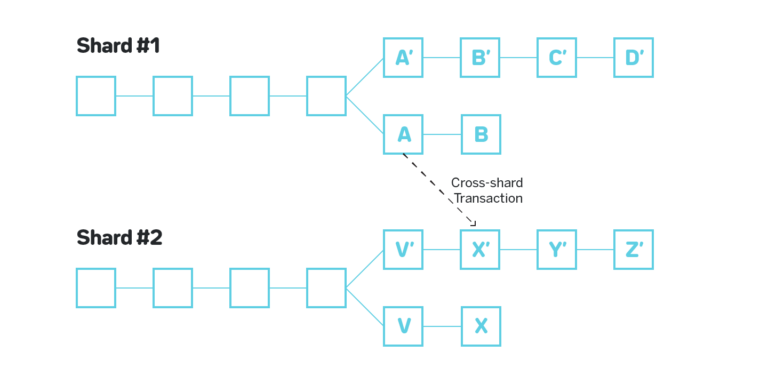 Shard #1
A′
B′
C′
D′
A
B
Cross-shard
Transaction
Shard #2
V′
X′
Y′
Z′
V
X